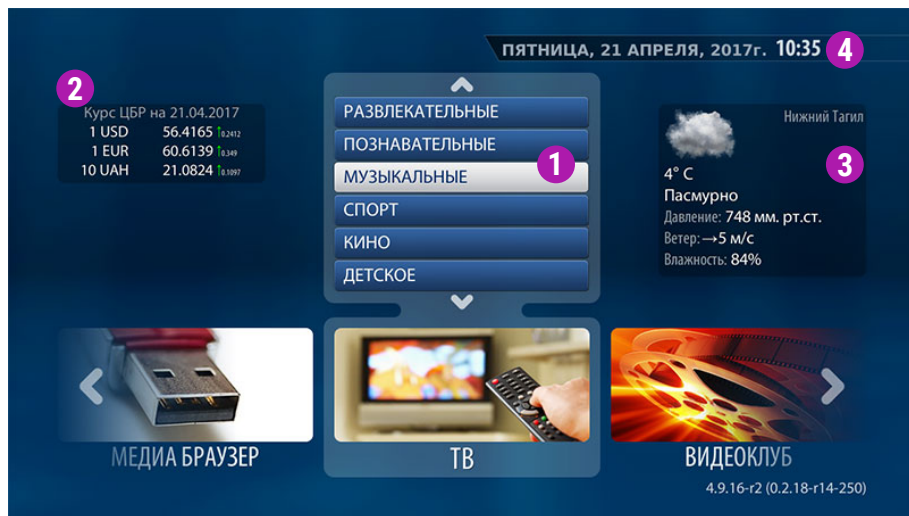 ПЯТНИЦА, 21 АПРЕЛЯ, 2017г. 10:35
4
2
Курс ЦБР на 21.04.2017
1 USD 56.4165 ↑0.2412
1 EUR 60.6139 ↑0.349
10 UAH 21.0824 ↑0.1097
РАЗВЛЕКАТЕЛЬНЫЕ
ПОЗНАВАТЕЛЬНЫЕ
МУЗЫКАЛЬНЫЕ
1
СПОРТ
КИНО
ДЕТСКОЕ
Нижний Тагил
3
4° C
Пасмурно
Давление: 748 мм. рт.ст.
Ветер: →5 м/с
Влажность: 84%
МЕДИА БРАУЗЕР
ТВ
ВИДЕОКЛУБ
4.9.16-r2 (0.2.18-r14-250)